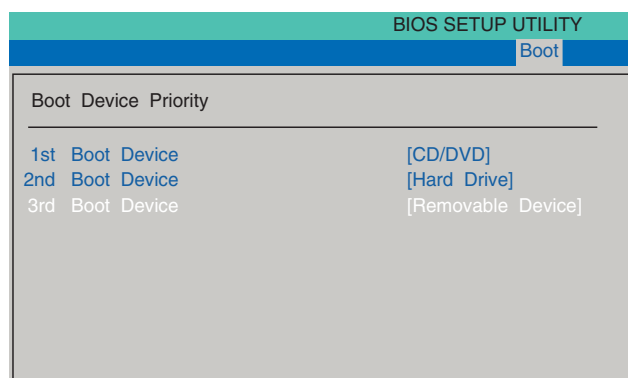 BIOS SETUP UTILITY
Boot
Boot Device Priority
1st Boot Device [CD/DVD]
2nd Boot Device [Hard Drive]
3rd Boot Device [Removable Device]